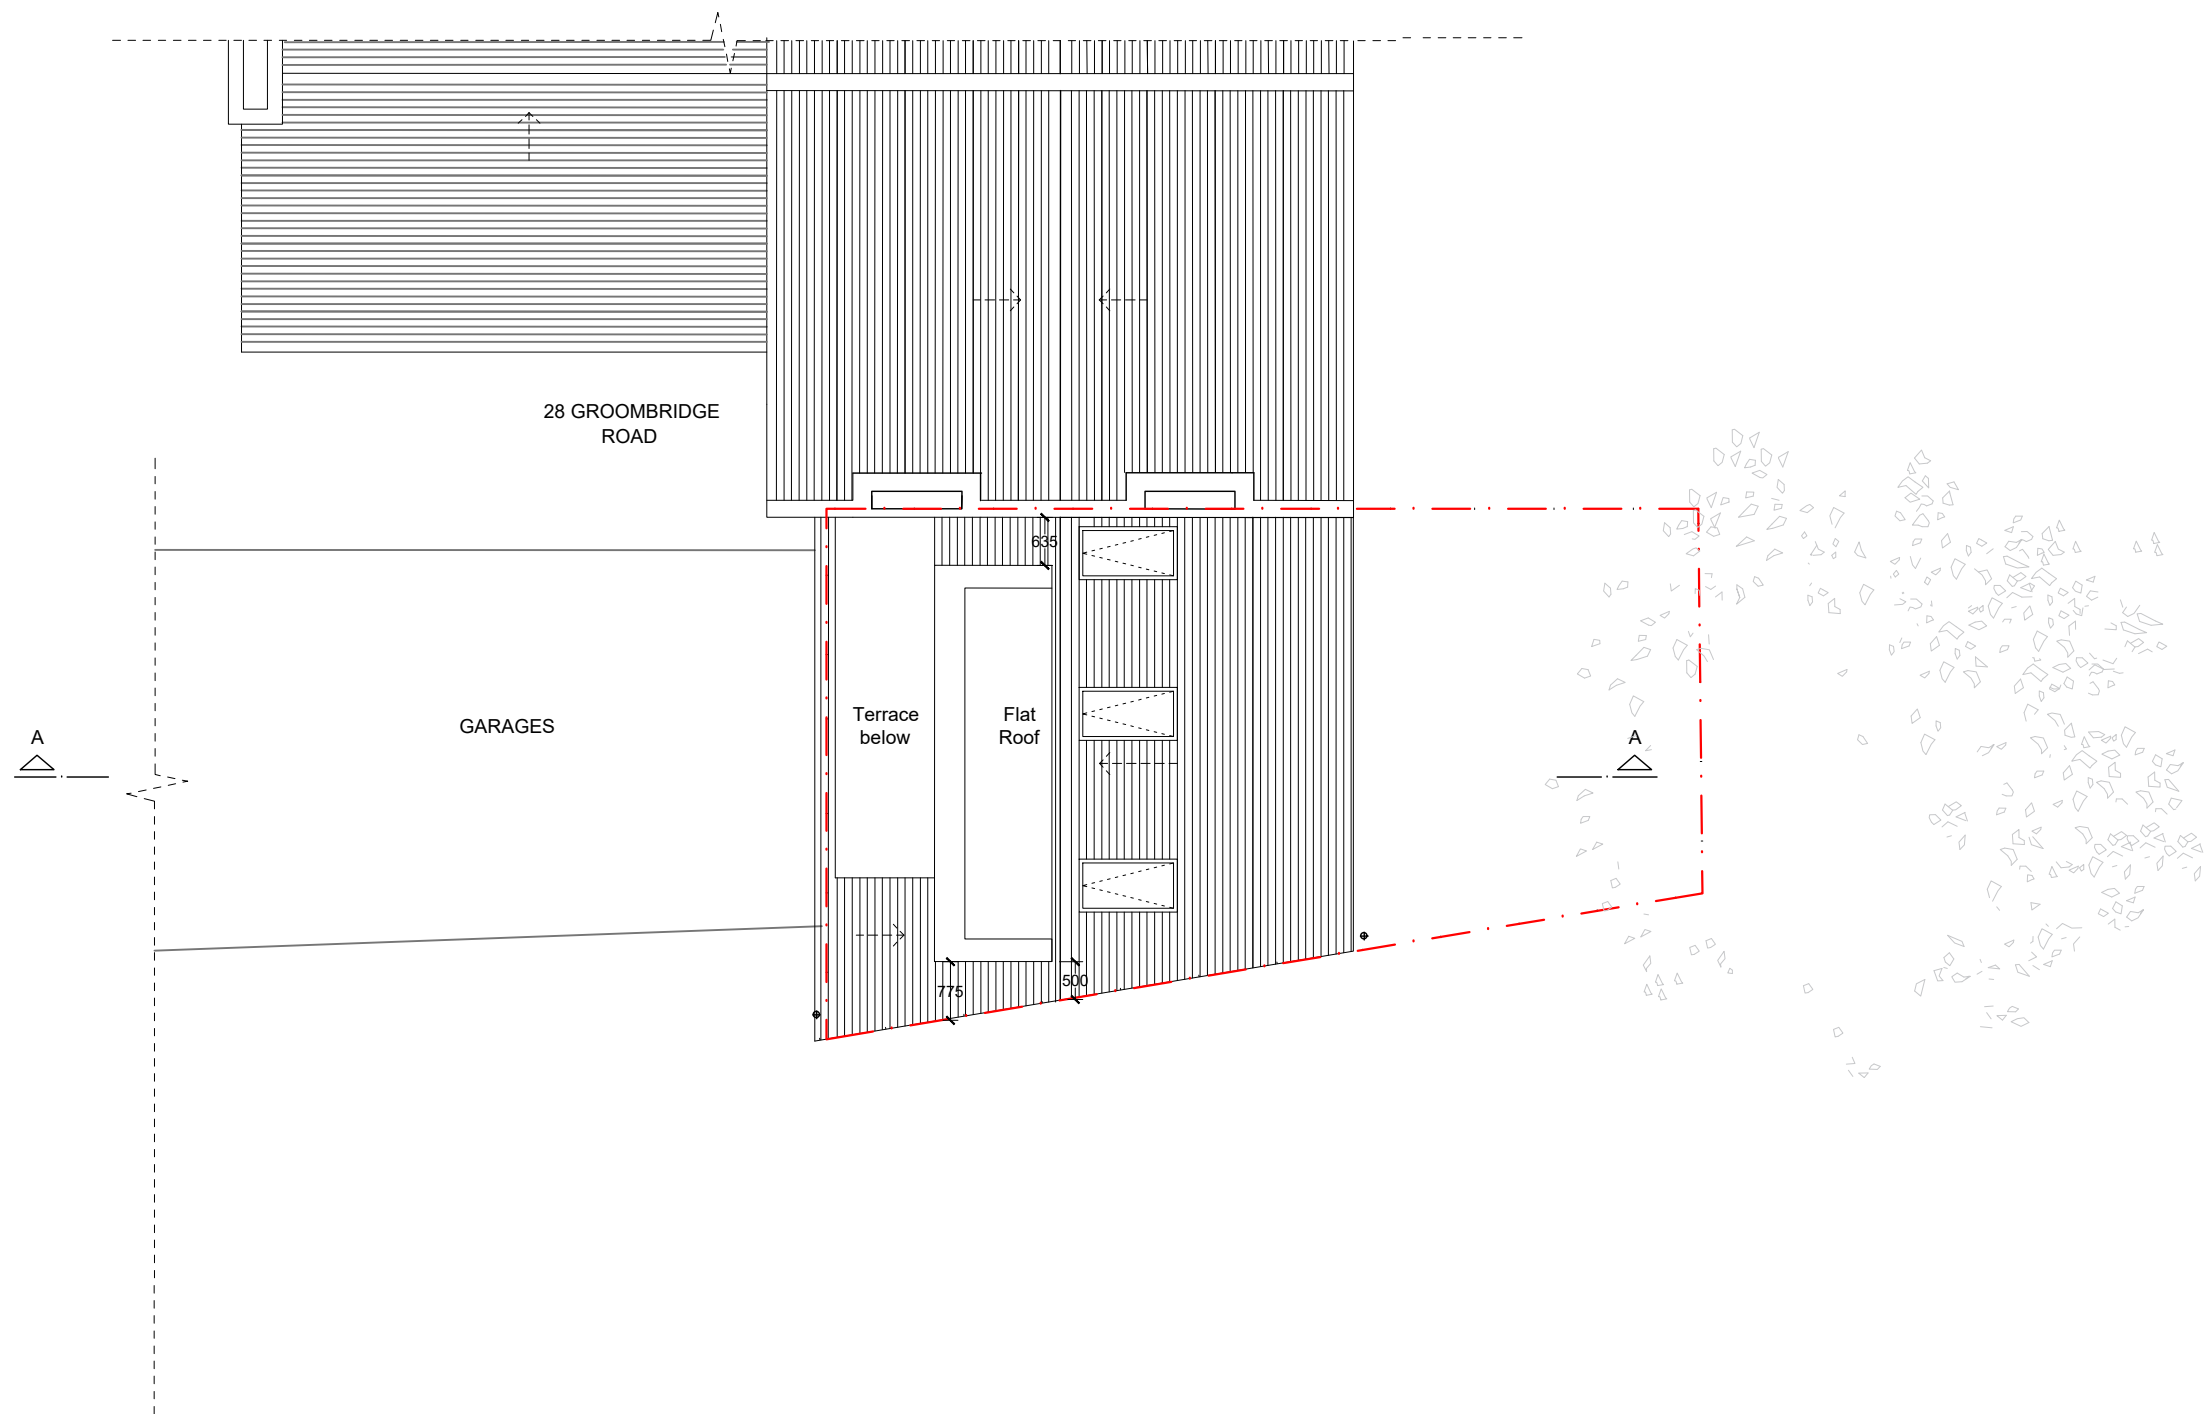 28 GROOMBRIDGE
ROAD
635
GARAGES
Terrace
below
Flat
Roof
A
A
775
500